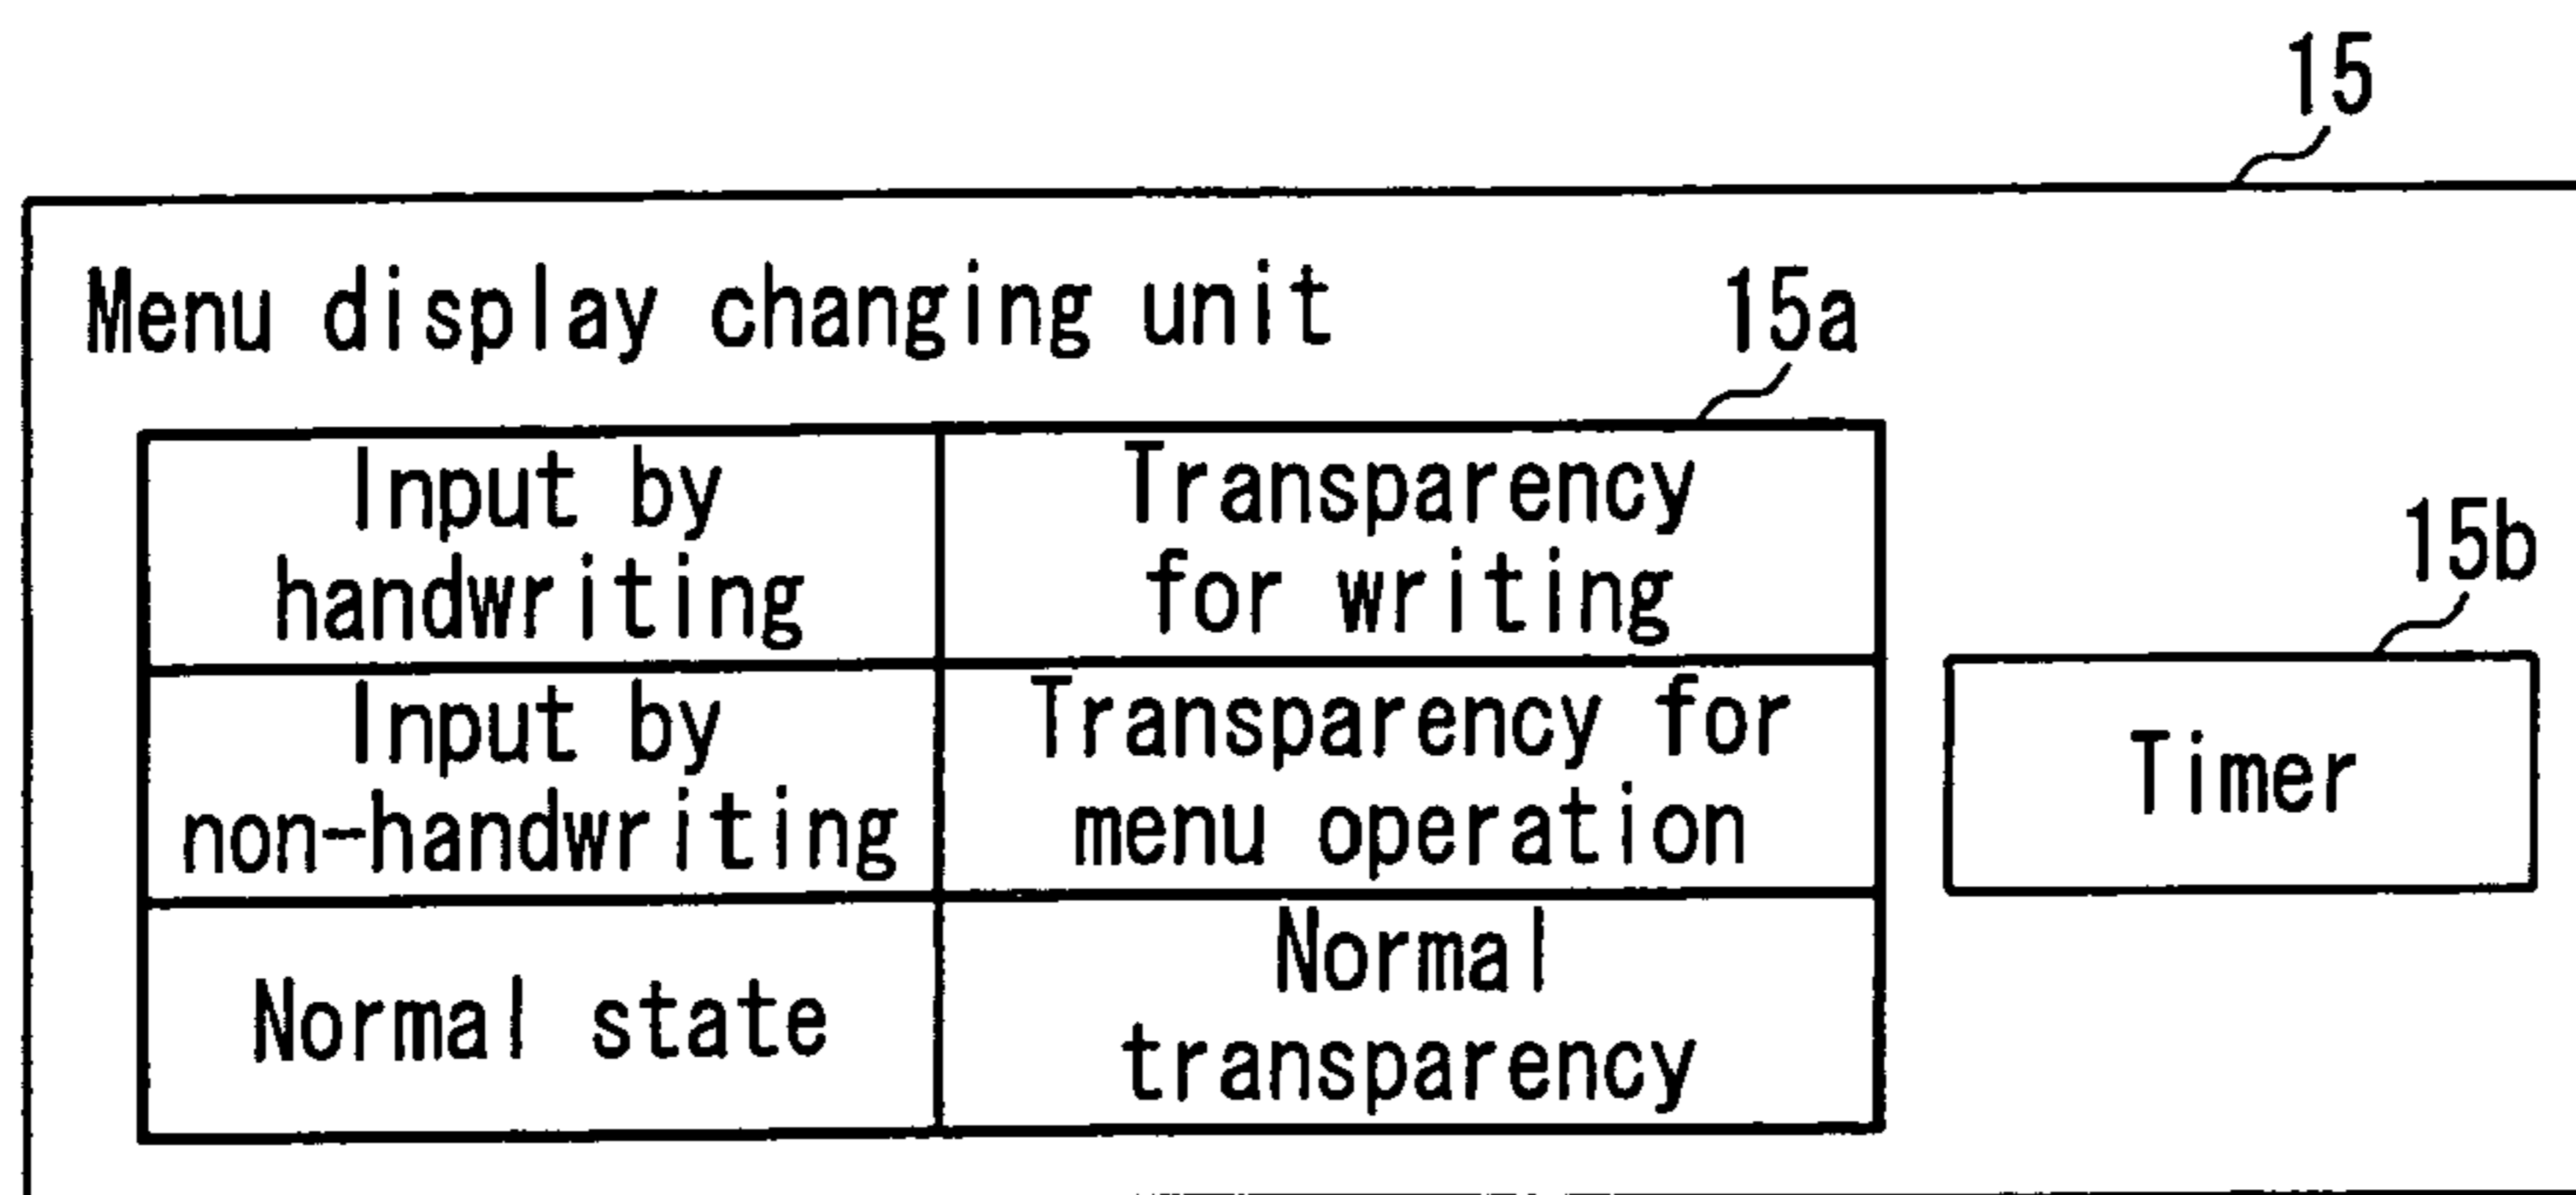 15
Menu display changing unit
15a
Input by
handwriting
Transparency
for writing
15b
Input by
non-handwriting
Transparency for
menu operation
Timer
Normal state
Normal
transparency